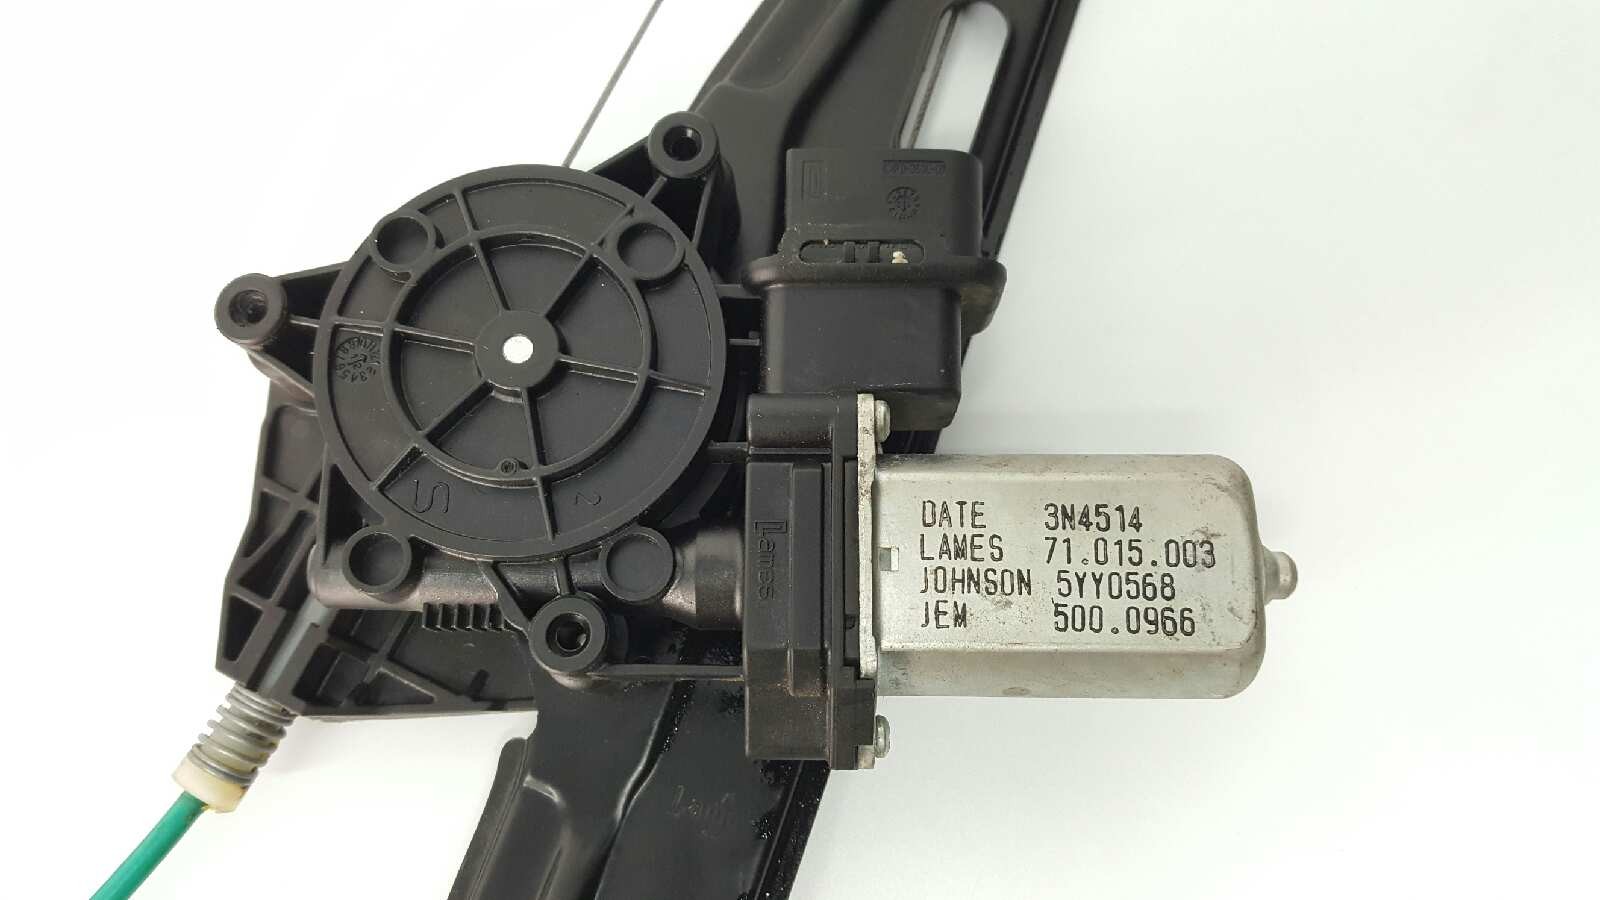 DATE 3N4514
LAMES 71.015.003
JOHNSON 5YY0568
JEM 500.0966
Lames
S
2